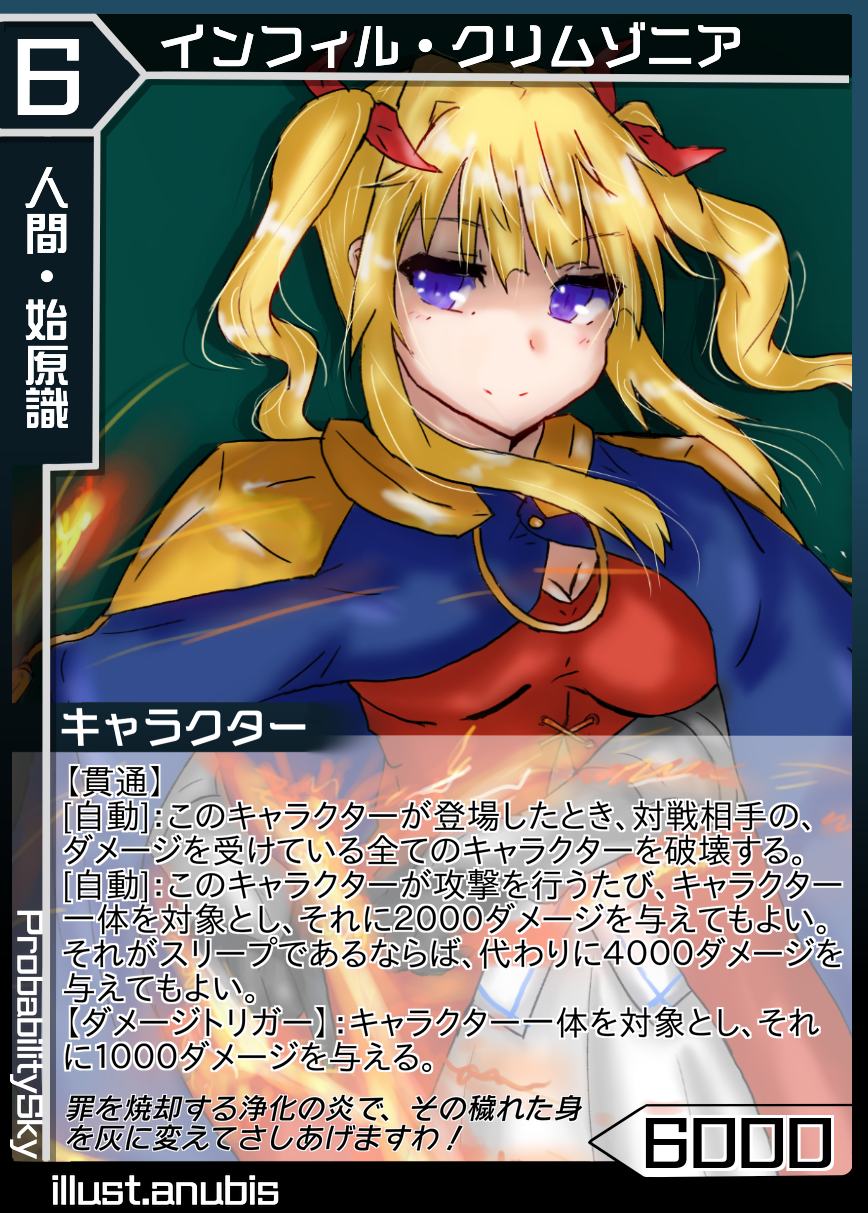 6
インフィル・クリムゾニア
人間・始原識
キャラクター
【貫通】
[自動]:このキャラクターが登場したとき、対戦相手の、
ダメージを受けている全てのキャラクターを破壊する。
[自動]:このキャラクターが攻撃を行うたび、キャラクター
一体を対象とし、それに2000ダメージを与えてもよい。
それがスリープであるならば、代わりに4000ダメージを
与えてもよい。
【ダメージトリガー】:キャラクター一体を対象とし、それ
に1000ダメージを与える。
罪を焼却する浄化の炎で、その穢れた身
を灰に変えてさしあげますわ！
6000
ProbabilitySky
illust.anubis